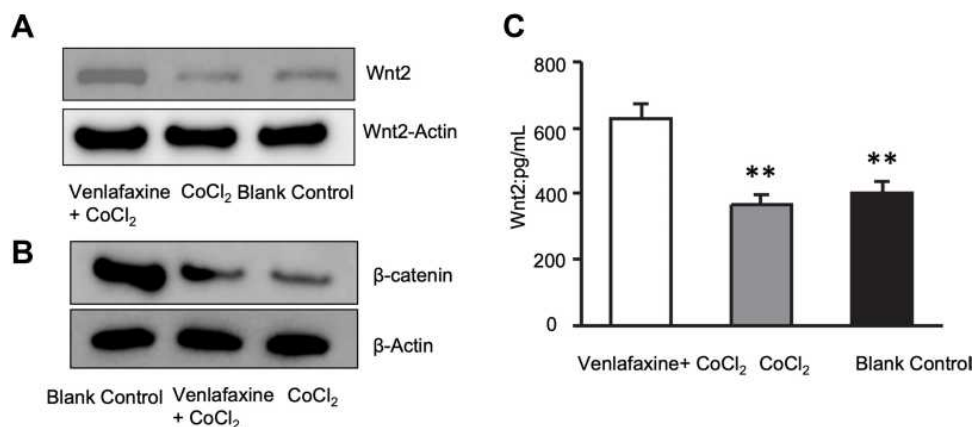 A
Wnt2
Wnt2-Actin
Venlafaxine
+ CoCl₂
CoCl₂
Blank Control
B
β-catenin
β-Actin
Blank Control
Venlafaxine
+ CoCl₂
CoCl₂
C
Wnt2:pg/mL
800
600
400
200
0
**
**
Venlafaxine+ CoCl₂
CoCl₂
Blank Control